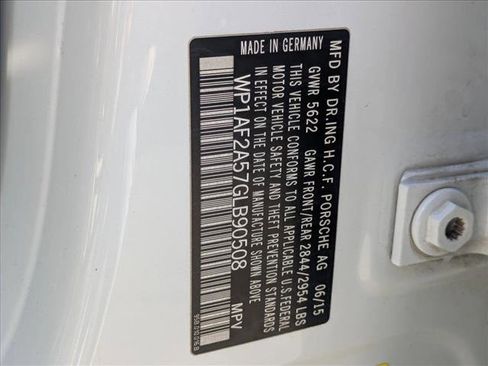 MFD BY DR.ING H.C.F. PORSCHE AG 06/15
GVWR 5622 GAWR FRONT/REAR 2844/2954 LBS
THIS VEHICLE CONFORMS TO ALL APPLICABLE U.S.FEDERAL
MOTOR VEHICLE SAFETY AND THEFT PREVENTION STANDARDS
IN EFFECT ON THE DATE OF MANUFACTURE SHOWN ABOVE
WP1AF2A57GLB90508 MPV
MADE IN GERMANY